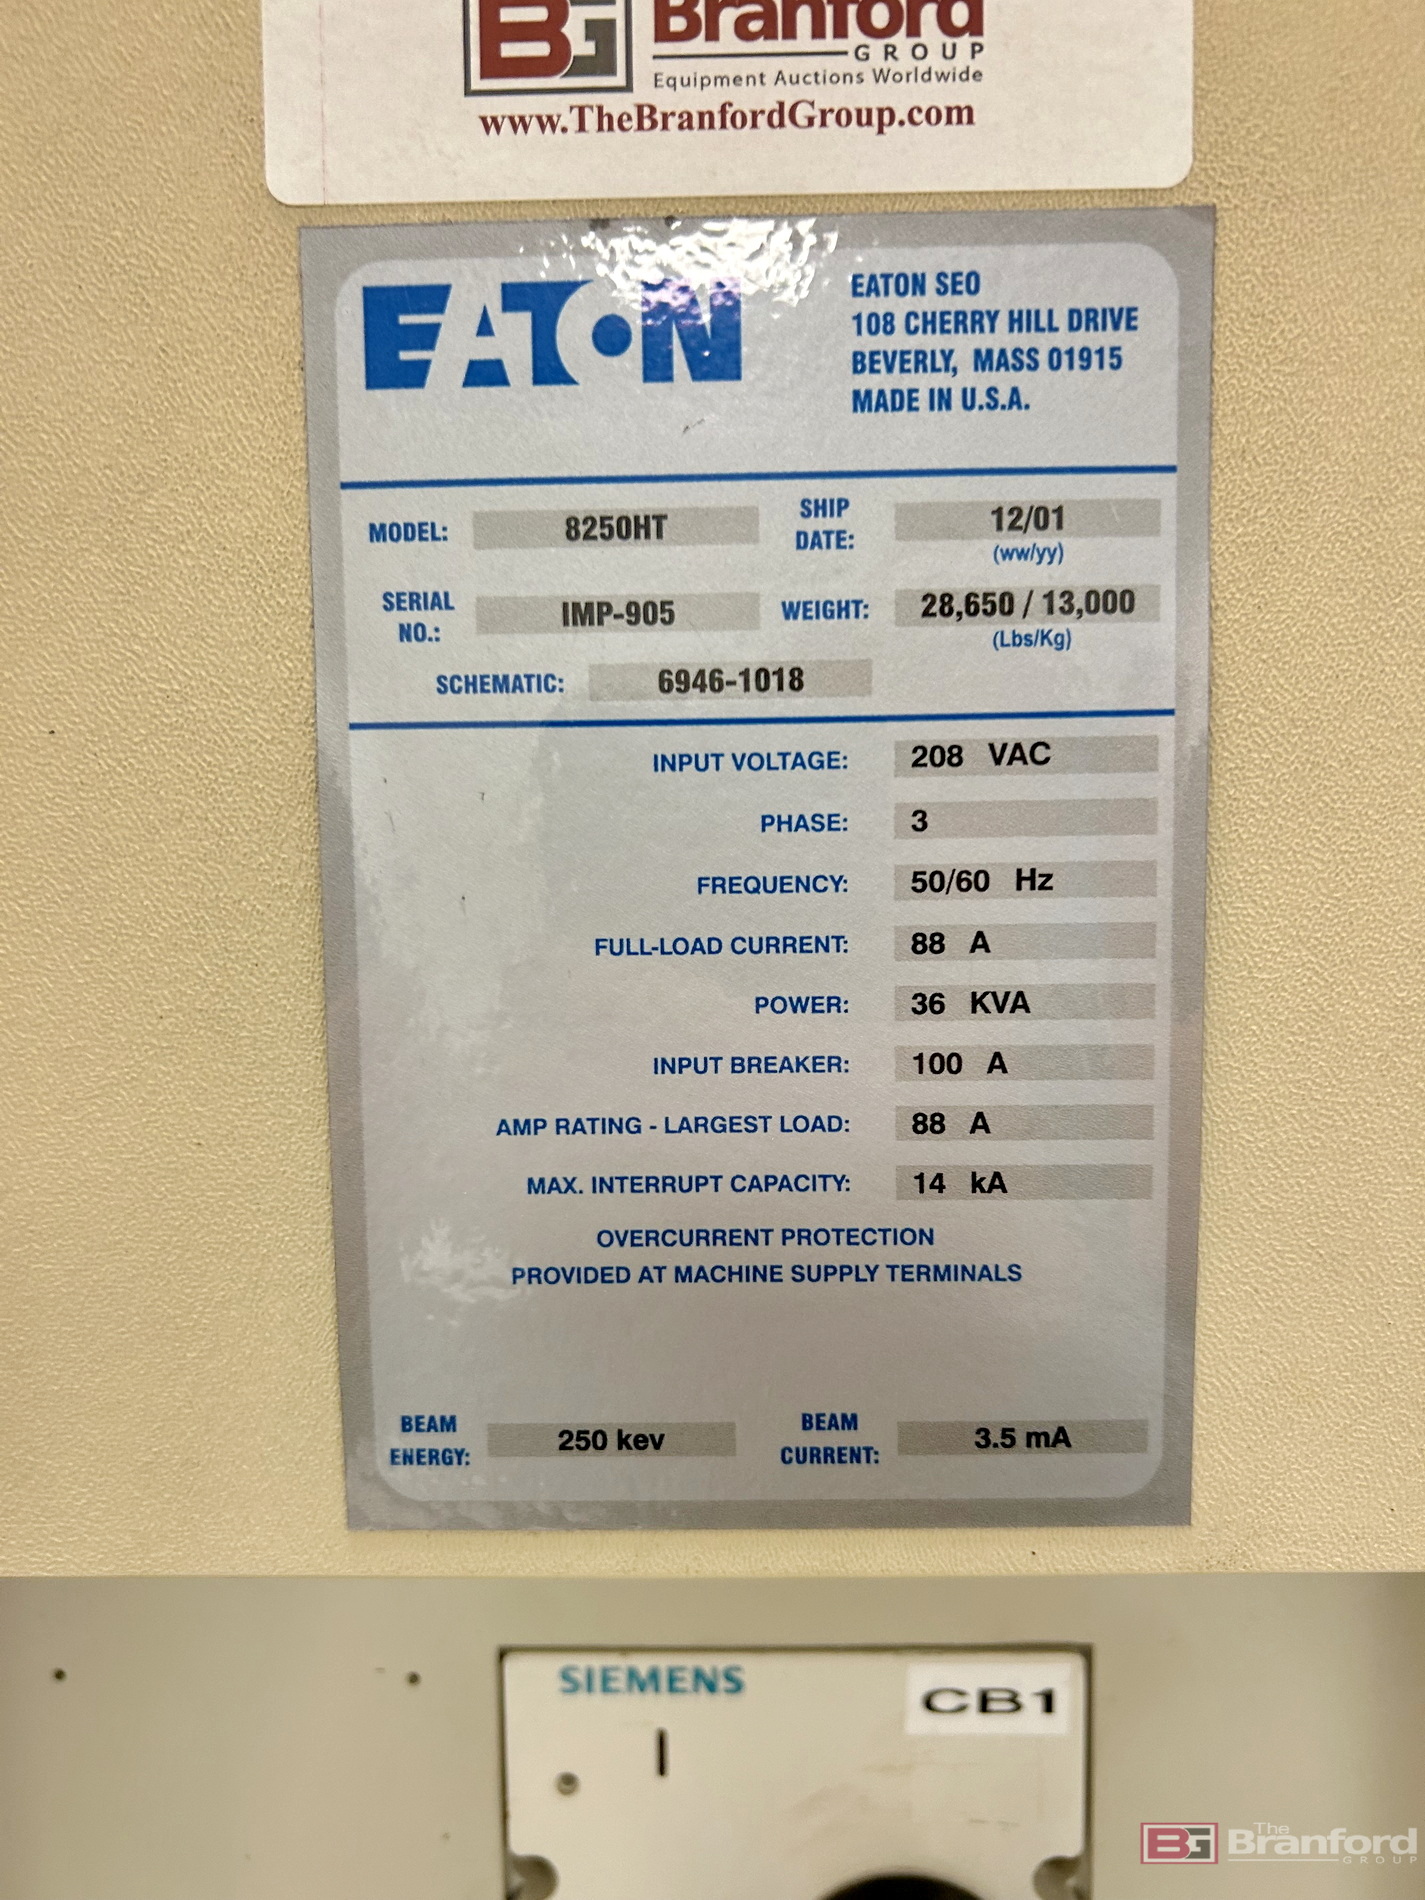 BG Branford
GROUP
Equipment Auctions Worldwide
www.TheBranfordGroup.com
EATON
EATON SEO
108 CHERRY HILL DRIVE
BEVERLY, MASS 01915
MADE IN U.S.A.
MODEL: 8250HT SHIP DATE: 12/01
(ww/yy)
SERIAL NO.: IMP-905 WEIGHT: 28,650 / 13,000
(Lbs/Kg)
SCHEMATIC: 6946-1018
INPUT VOLTAGE: 208 VAC
PHASE: 3
FREQUENCY: 50/60 Hz
FULL-LOAD CURRENT: 88 A
POWER: 36 KVA
INPUT BREAKER: 100 A
AMP RATING - LARGEST LOAD: 88 A
MAX. INTERRUPT CAPACITY: 14 kA
OVERCURRENT PROTECTION
PROVIDED AT MACHINE SUPPLY TERMINALS
BEAM ENERGY: 250 kev BEAM CURRENT: 3.5 mA
SIEMENS CB1
I
BG The Branford
GROUP